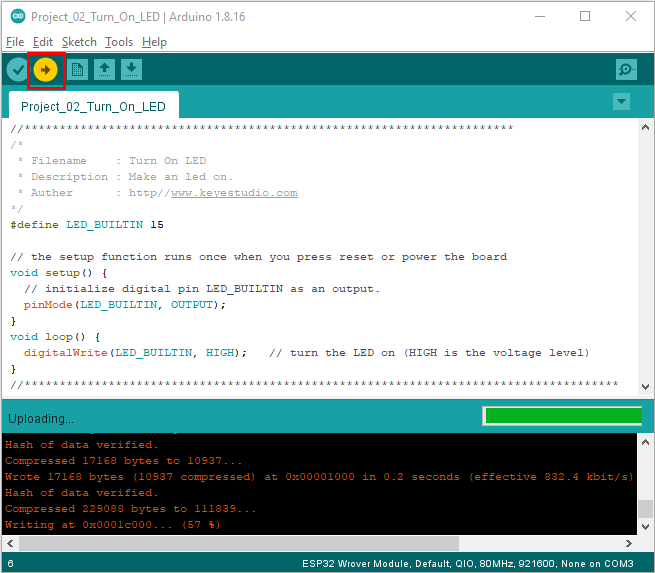 Project_02_Turn_On_LED | Arduino 1.8.16
File Edit Sketch Tools Help
Project_02_Turn_On_LED
//**********************************************************************
/*
 * Filename    : Turn On LED
 * Description : Make an led on.
 * Auther      : http//www.keyestudio.com
*/
#define LED_BUILTIN 15
// the setup function runs once when you press reset or power the board
void setup() {
  // initialize digital pin LED_BUILTIN as an output.
  pinMode(LED_BUILTIN, OUTPUT);
}
void loop() {
  digitalWrite(LED_BUILTIN, HIGH);   // turn the LED on (HIGH is the voltage level)
}
//*************************************************************************************
Uploading...
Hash of data verified.
Compressed 17168 bytes to 10937...
Wrote 17168 bytes (10937 compressed) at 0x00001000 in 0.2 seconds (effective 832.4 kbit/s)
Hash of data verified.
Compressed 229088 bytes to 111839...
Writing at 0x0001c000... (57 %)
6 ESP32 Wrover Module, Default, QIO, 80MHz, 921600, None on COM3